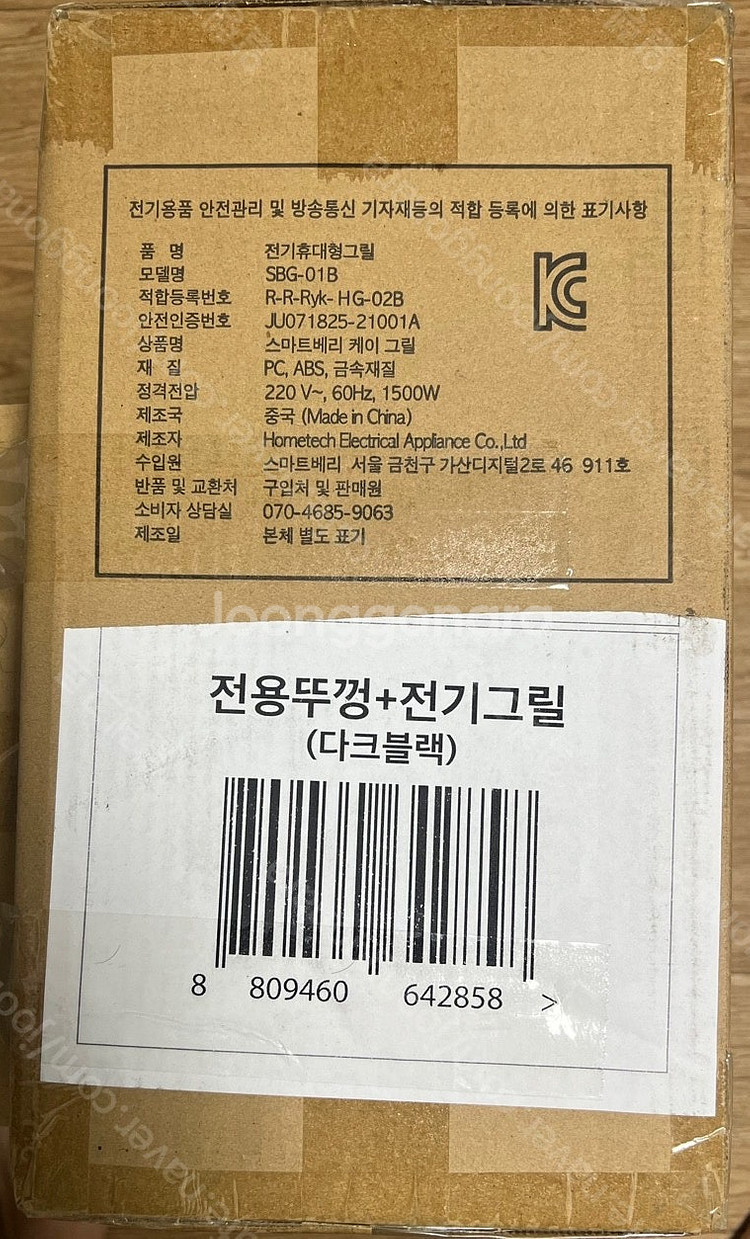 전기용품 안전관리 및 방송통신 기자재등의 적합 등록에 의한 표기사항
품 명 전기휴대형그릴
모델명 SBG-01B
적합등록번호 R-R-Ryk-HG-02B
안전인증번호 JU071825-21001A
상품명 스마트베리 케이 그릴
재 질 PC, ABS, 금속재질
정격전압 220 V~, 60Hz, 1500W
제조국 중국 (Made in China)
제조자 Hometech Electrical Appliance Co.,Ltd
수입원 스마트베리 서울 금천구 가산디지털2로 46 911호
반품 및 교환처 구입처 및 판매원
소비자 상담실 070-4685-9063
제조일 본체 별도 표기
Joonggonara
전용뚜껑+전기그릴
(다크블랙)
8 809460 642858 >